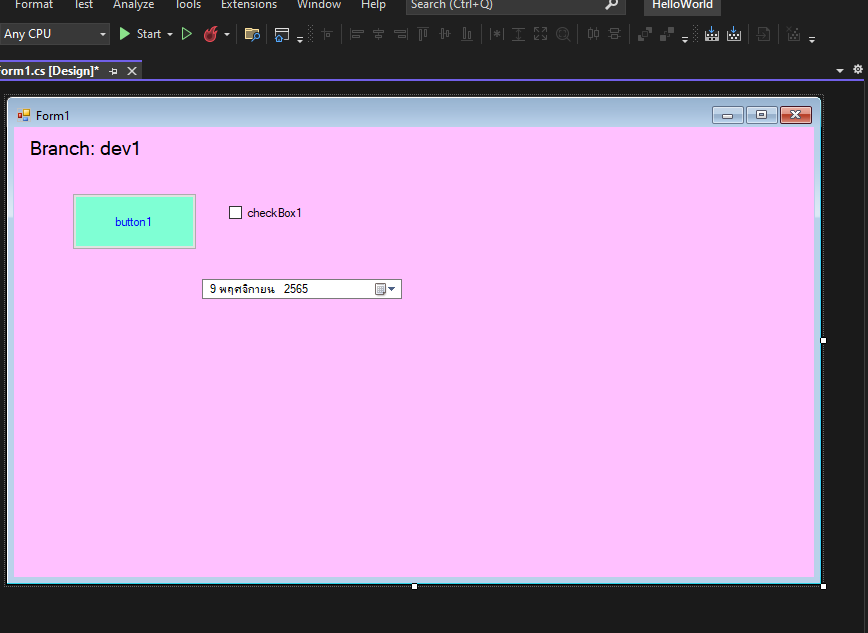 Format Test Analyze Tools Extensions Window Help Search (Ctrl+Q) HelloWorld
Any CPU Start
Form1.cs [Design]*
Form1
Branch: dev1
button1 checkBox1
9 พฤศจิกายน 2565